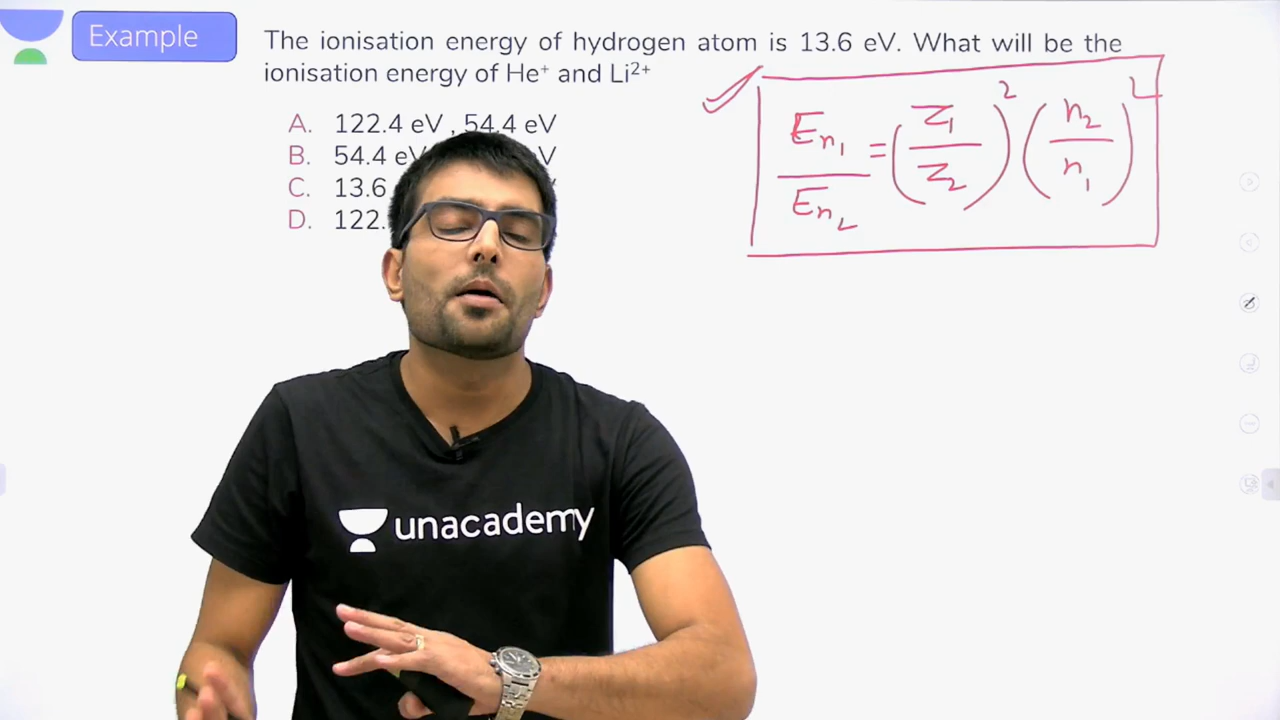 Example
The ionisation energy of hydrogen atom is 13.6 eV. What will be the
ionisation energy of He⁺ and Li²⁺
A. 122.4 eV , 54.4 eV
B. 54.4 eV V
C. 13.6
D. 122.
E_n₁ / E_n₂ = (Z₁ / Z₂)² (n₂ / n₁)²
unacademy